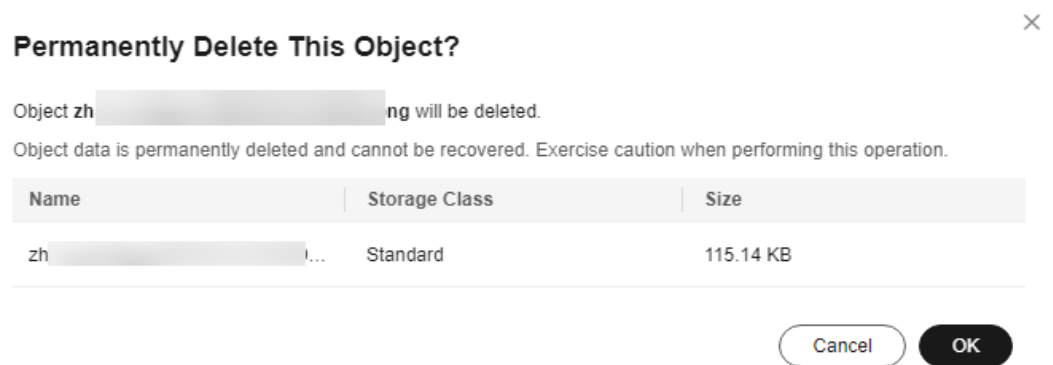 Permanently Delete This Object?
Object zh ng will be deleted.
Object data is permanently deleted and cannot be recovered. Exercise caution when performing this operation.
Name Storage Class Size
zh ... Standard 115.14 KB
Cancel OK